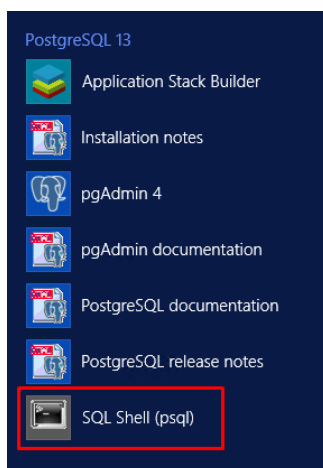 PostgreSQL 13
Application Stack Builder
Installation notes
pgAdmin 4
pgAdmin documentation
PostgreSQL documentation
PostgreSQL release notes
SQL Shell (psql)